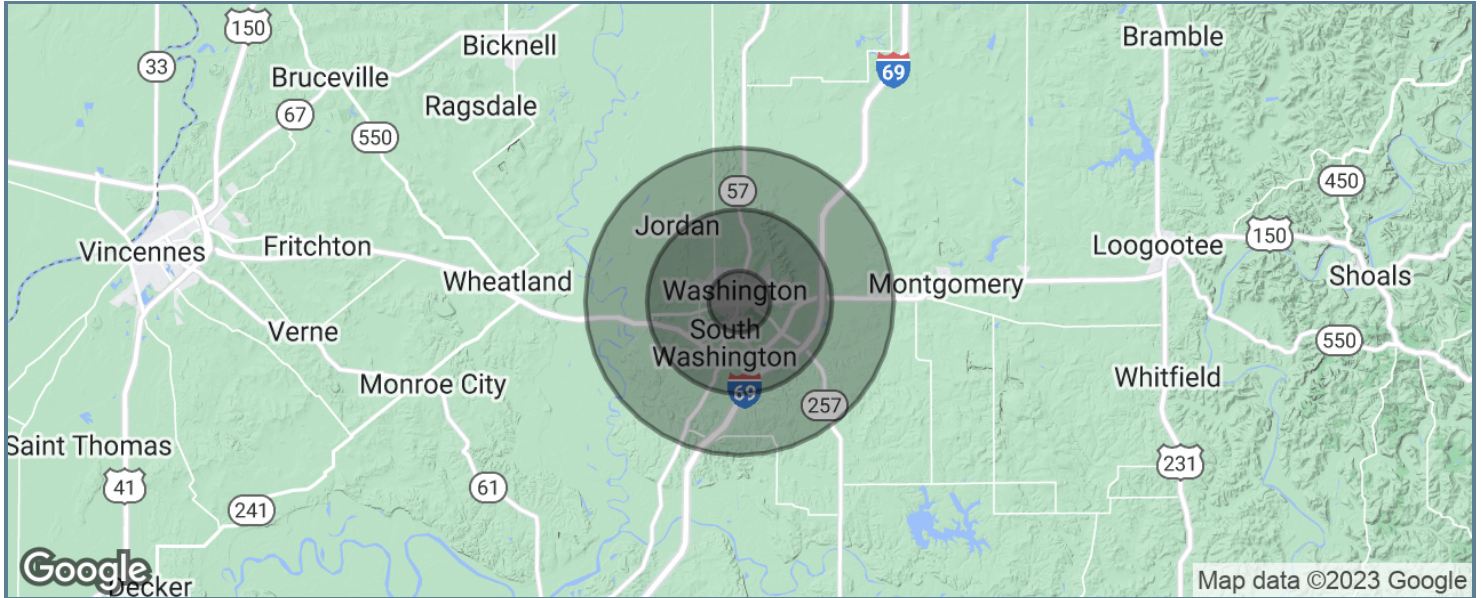 150
Bicknell
Bramble
33
Bruceville
69
Ragsdale
67
550
450
57
Jordan
Vincennes
Fritchton
Loogootee
150
Wheatland
Washington
Montgomery
Shoals
Verne
South
Washington
550
Monroe City
69
257
Whitfield
Saint Thomas
231
41
61
241
Google
Decker
Map data ©2023 Google